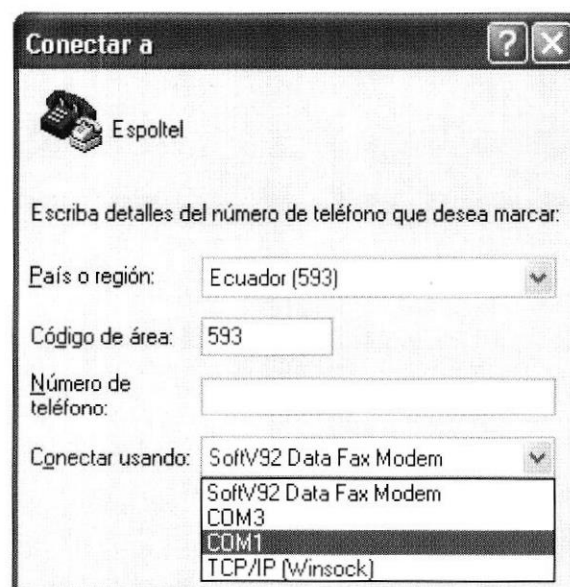 Conectar a
Espoltel
Escriba detalles del número de teléfono que desea marcar:
País o región: Ecuador (593)
Código de área: 593
Número de
teléfono:
Conectar usando: SoftV92 Data Fax Modem
SoftV92 Data Fax Modem
COM3
COM1
TCP/IP (Winsock)